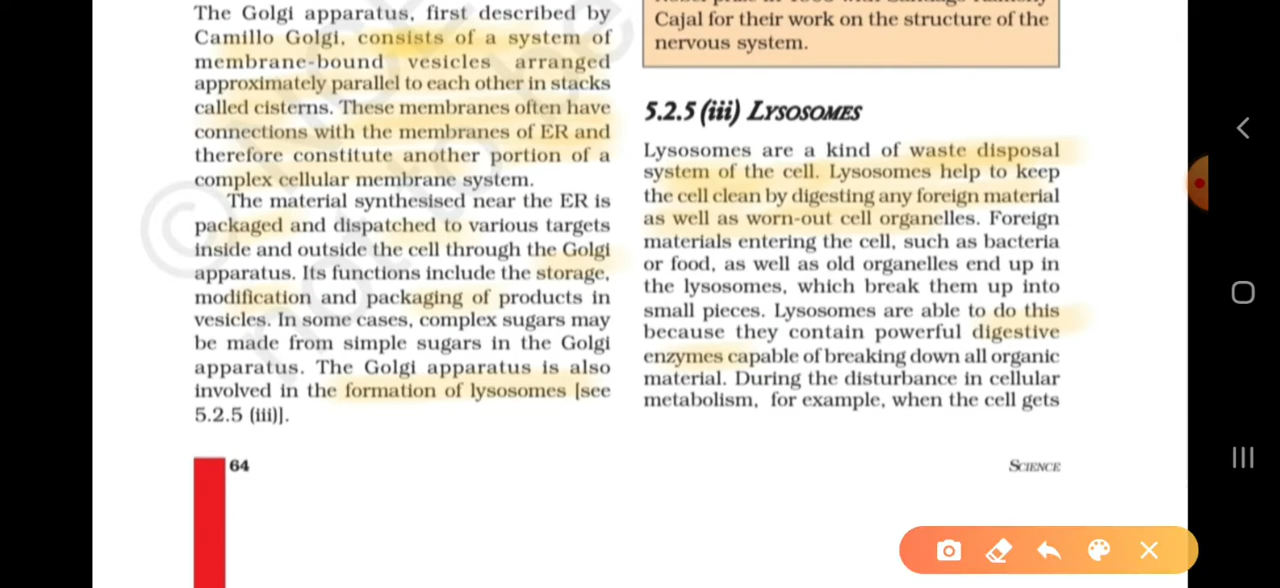 The Golgi apparatus, first described by
Camillo Golgi, consists of a system of
membrane-bound vesicles arranged
approximately parallel to each other in stacks
called cisterns. These membranes often have
connections with the membranes of ER and
therefore constitute another portion of a
complex cellular membrane system.
The material synthesised near the ER is
packaged and dispatched to various targets
inside and outside the cell through the Golgi
apparatus. Its functions include the storage,
modification and packaging of products in
vesicles. In some cases, complex sugars may
be made from simple sugars in the Golgi
apparatus. The Golgi apparatus is also
involved in the formation of lysosomes [see
5.2.5 (iii)].
64
Cajal for their work on the structure of the
nervous system.
5.2.5 (iii) LYSOSOMES
Lysosomes are a kind of waste disposal
system of the cell. Lysosomes help to keep
the cell clean by digesting any foreign material
as well as worn-out cell organelles. Foreign
materials entering the cell, such as bacteria
or food, as well as old organelles end up in
the lysosomes, which break them up into
small pieces. Lysosomes are able to do this
because they contain powerful digestive
enzymes capable of breaking down all organic
material. During the disturbance in cellular
metabolism, for example, when the cell gets
SCIENCE